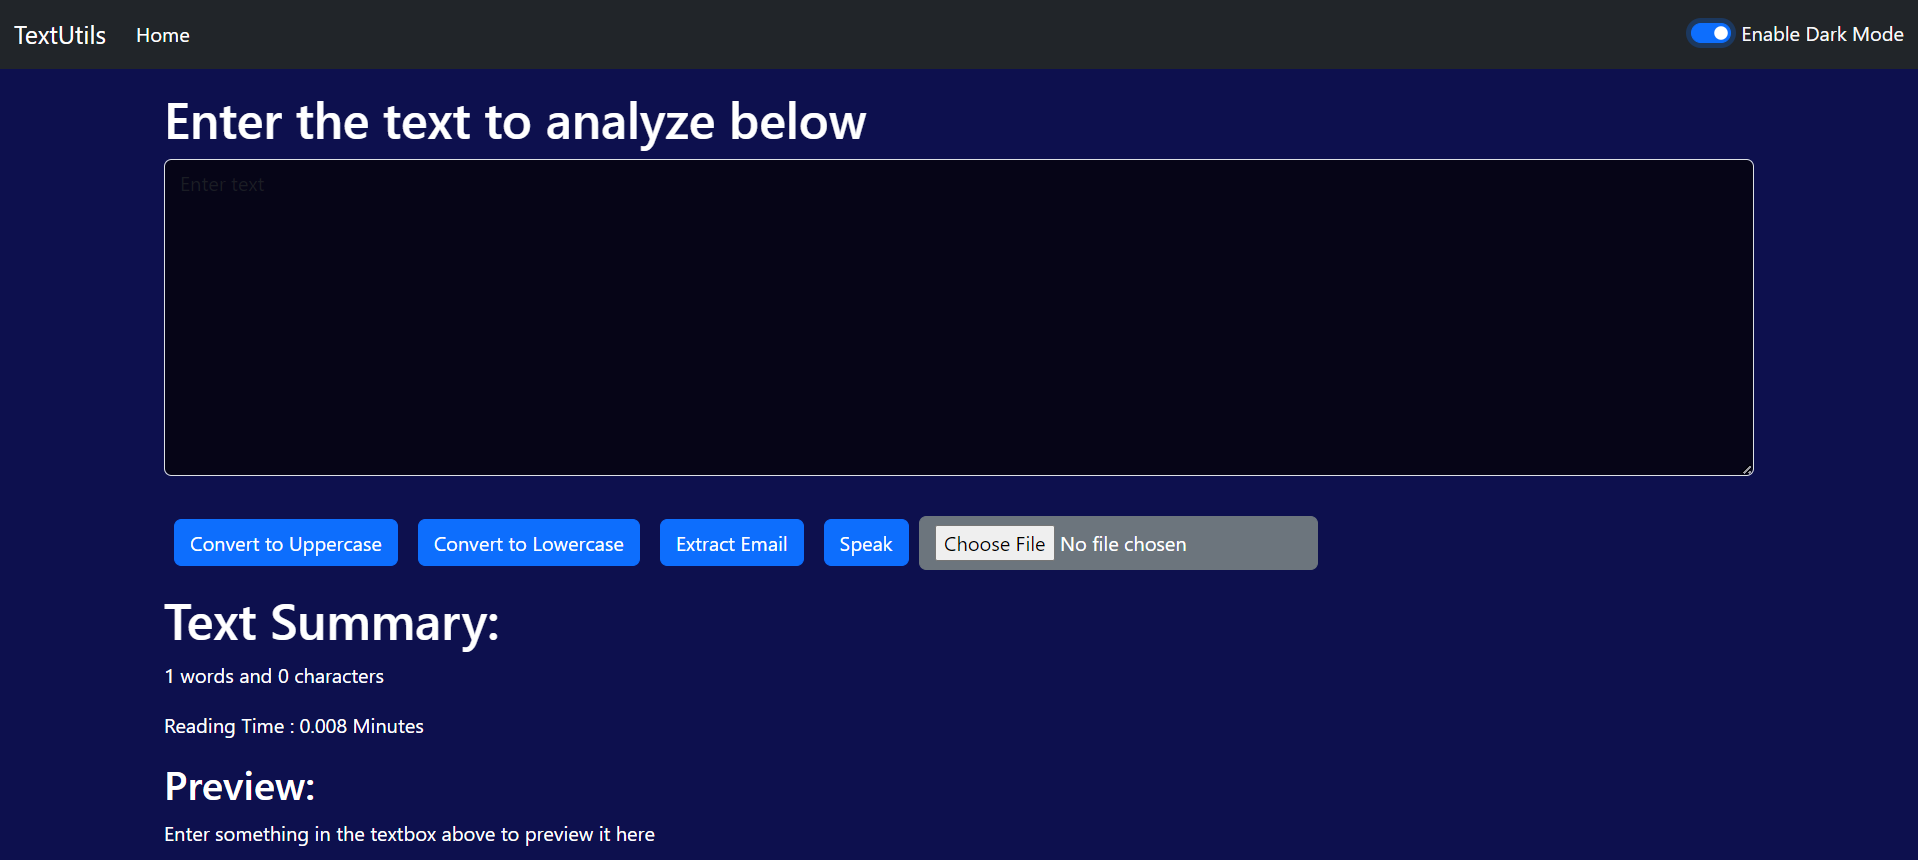 TextUtils Home Enable Dark Mode
Enter the text to analyze below
Enter text
Convert to Uppercase Convert to Lowercase Extract Email Speak Choose File No file chosen
Text Summary:
1 words and 0 characters
Reading Time : 0.008 Minutes
Preview:
Enter something in the textbox above to preview it here